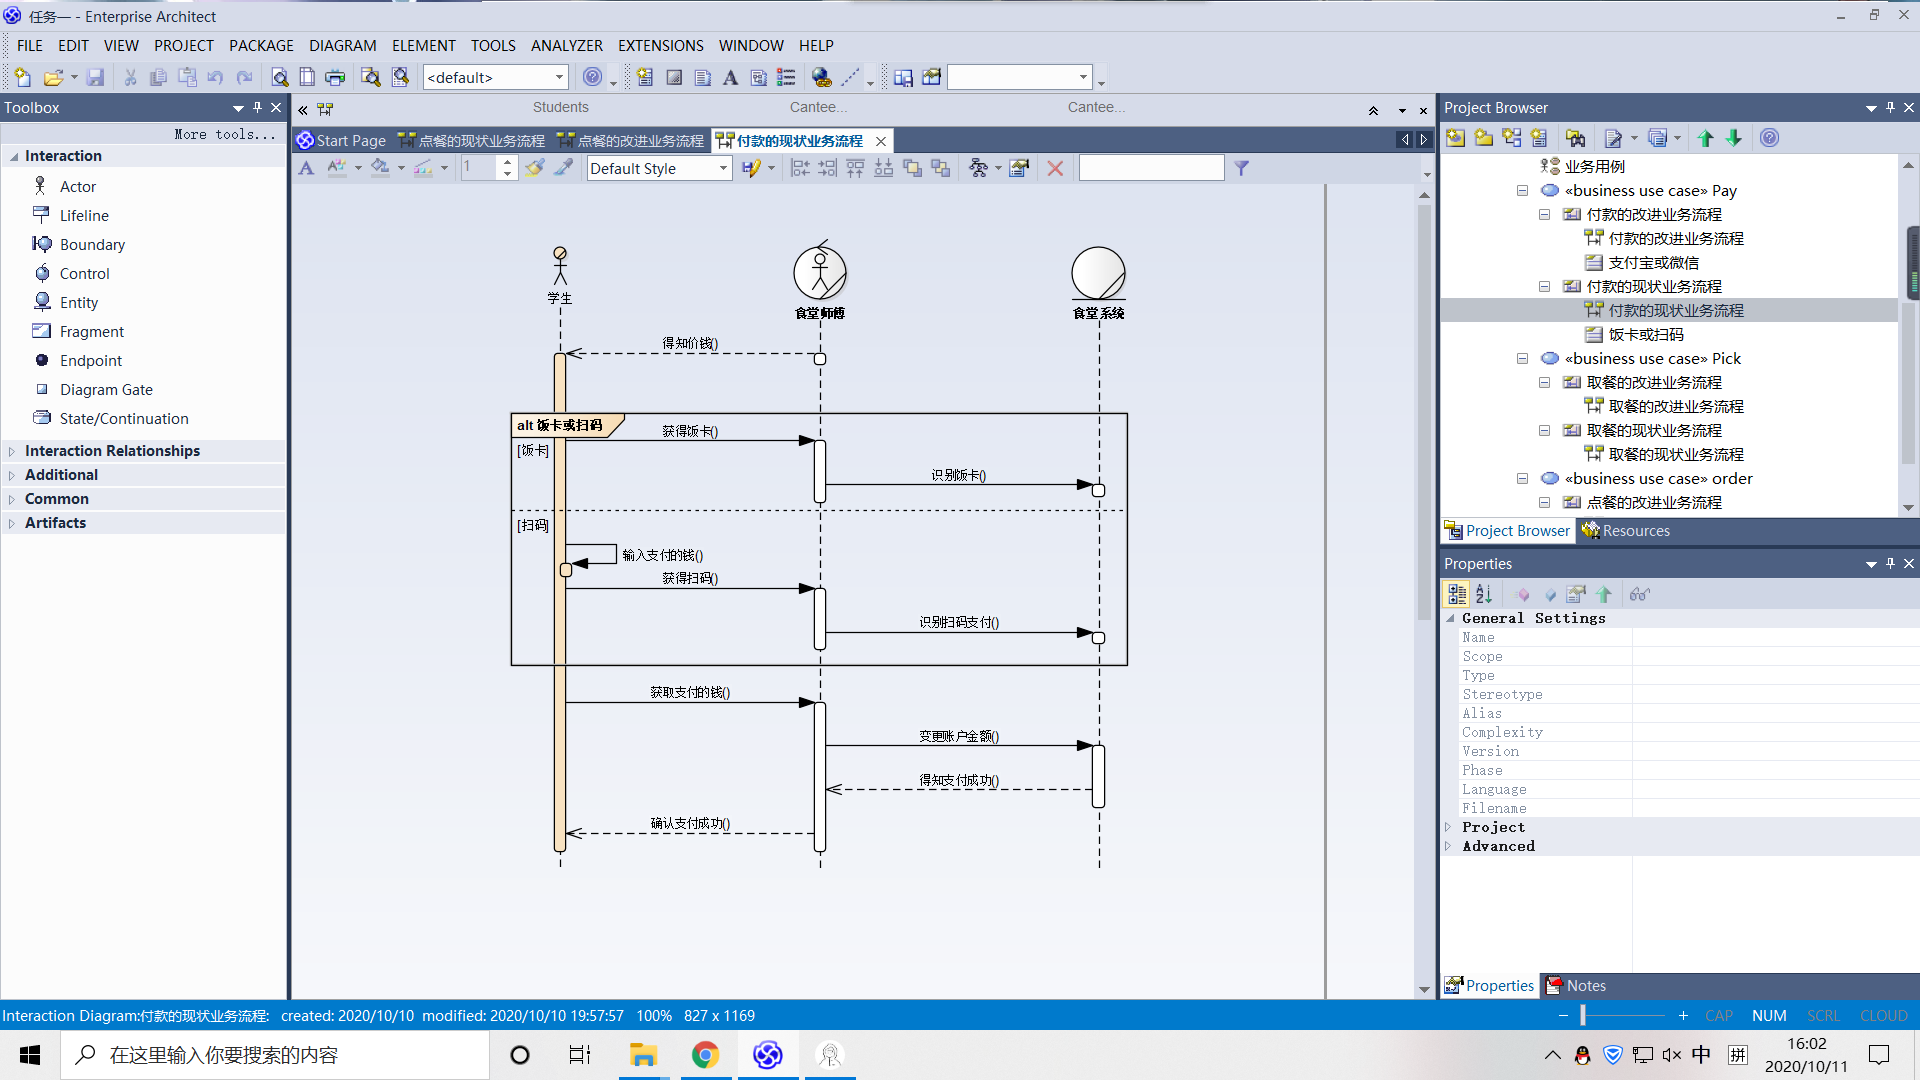 任务一 - Enterprise Architect
FILE EDIT VIEW PROJECT PACKAGE DIAGRAM ELEMENT TOOLS ANALYZER EXTENSIONS WINDOW HELP
<default>
Toolbox
More tools...
Interaction
Actor
Lifeline
Boundary
Control
Entity
Fragment
Endpoint
Diagram Gate
State/Continuation
Interaction Relationships
Additional
Common
Artifacts
Students Cantee... Cantee...
Start Page 点餐的现状业务流程 点餐的改进业务流程 付款的现状业务流程
1 Default Style
学生
食堂师傅
食堂系统
得知价钱()
alt 饭卡或扫码
获得饭卡()
[饭卡]
识别饭卡()
[扫码]
输入支付的钱()
获得扫码()
识别扫码支付()
获取支付的钱()
变更账户金额()
得知支付成功()
确认支付成功()
Project Browser
业务用例
«business use case» Pay
付款的改进业务流程
付款的改进业务流程
支付宝或微信
付款的现状业务流程
付款的现状业务流程
饭卡或扫码
«business use case» Pick
取餐的改进业务流程
取餐的改进业务流程
取餐的现状业务流程
取餐的现状业务流程
«business use case» order
点餐的改进业务流程
Project Browser Resources
Properties
General Settings
Name
Scope
Type
Stereotype
Alias
Complexity
Version
Phase
Language
Filename
Project
Advanced
Properties Notes
Interaction Diagram:付款的现状业务流程: created: 2020/10/10 modified: 2020/10/10 19:57:57 100% 827 x 1169
CAP NUM SCRL CLOUD
在这里输入你要搜索的内容
中 拼
16:02
2020/10/11